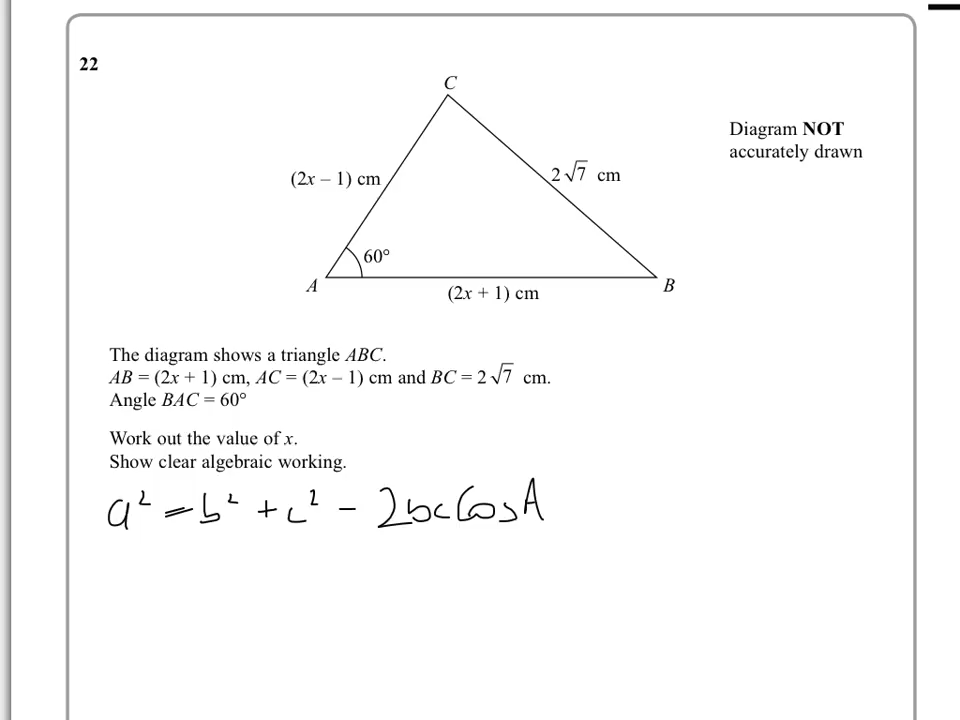 22
C
Diagram NOT
accurately drawn
(2x – 1) cm
2√7 cm
60°
A
B
(2x + 1) cm
The diagram shows a triangle ABC.
AB = (2x + 1) cm, AC = (2x – 1) cm and BC = 2√7 cm.
Angle BAC = 60°
Work out the value of x.
Show clear algebraic working.
a² = b² + c² - 2bc Cos A